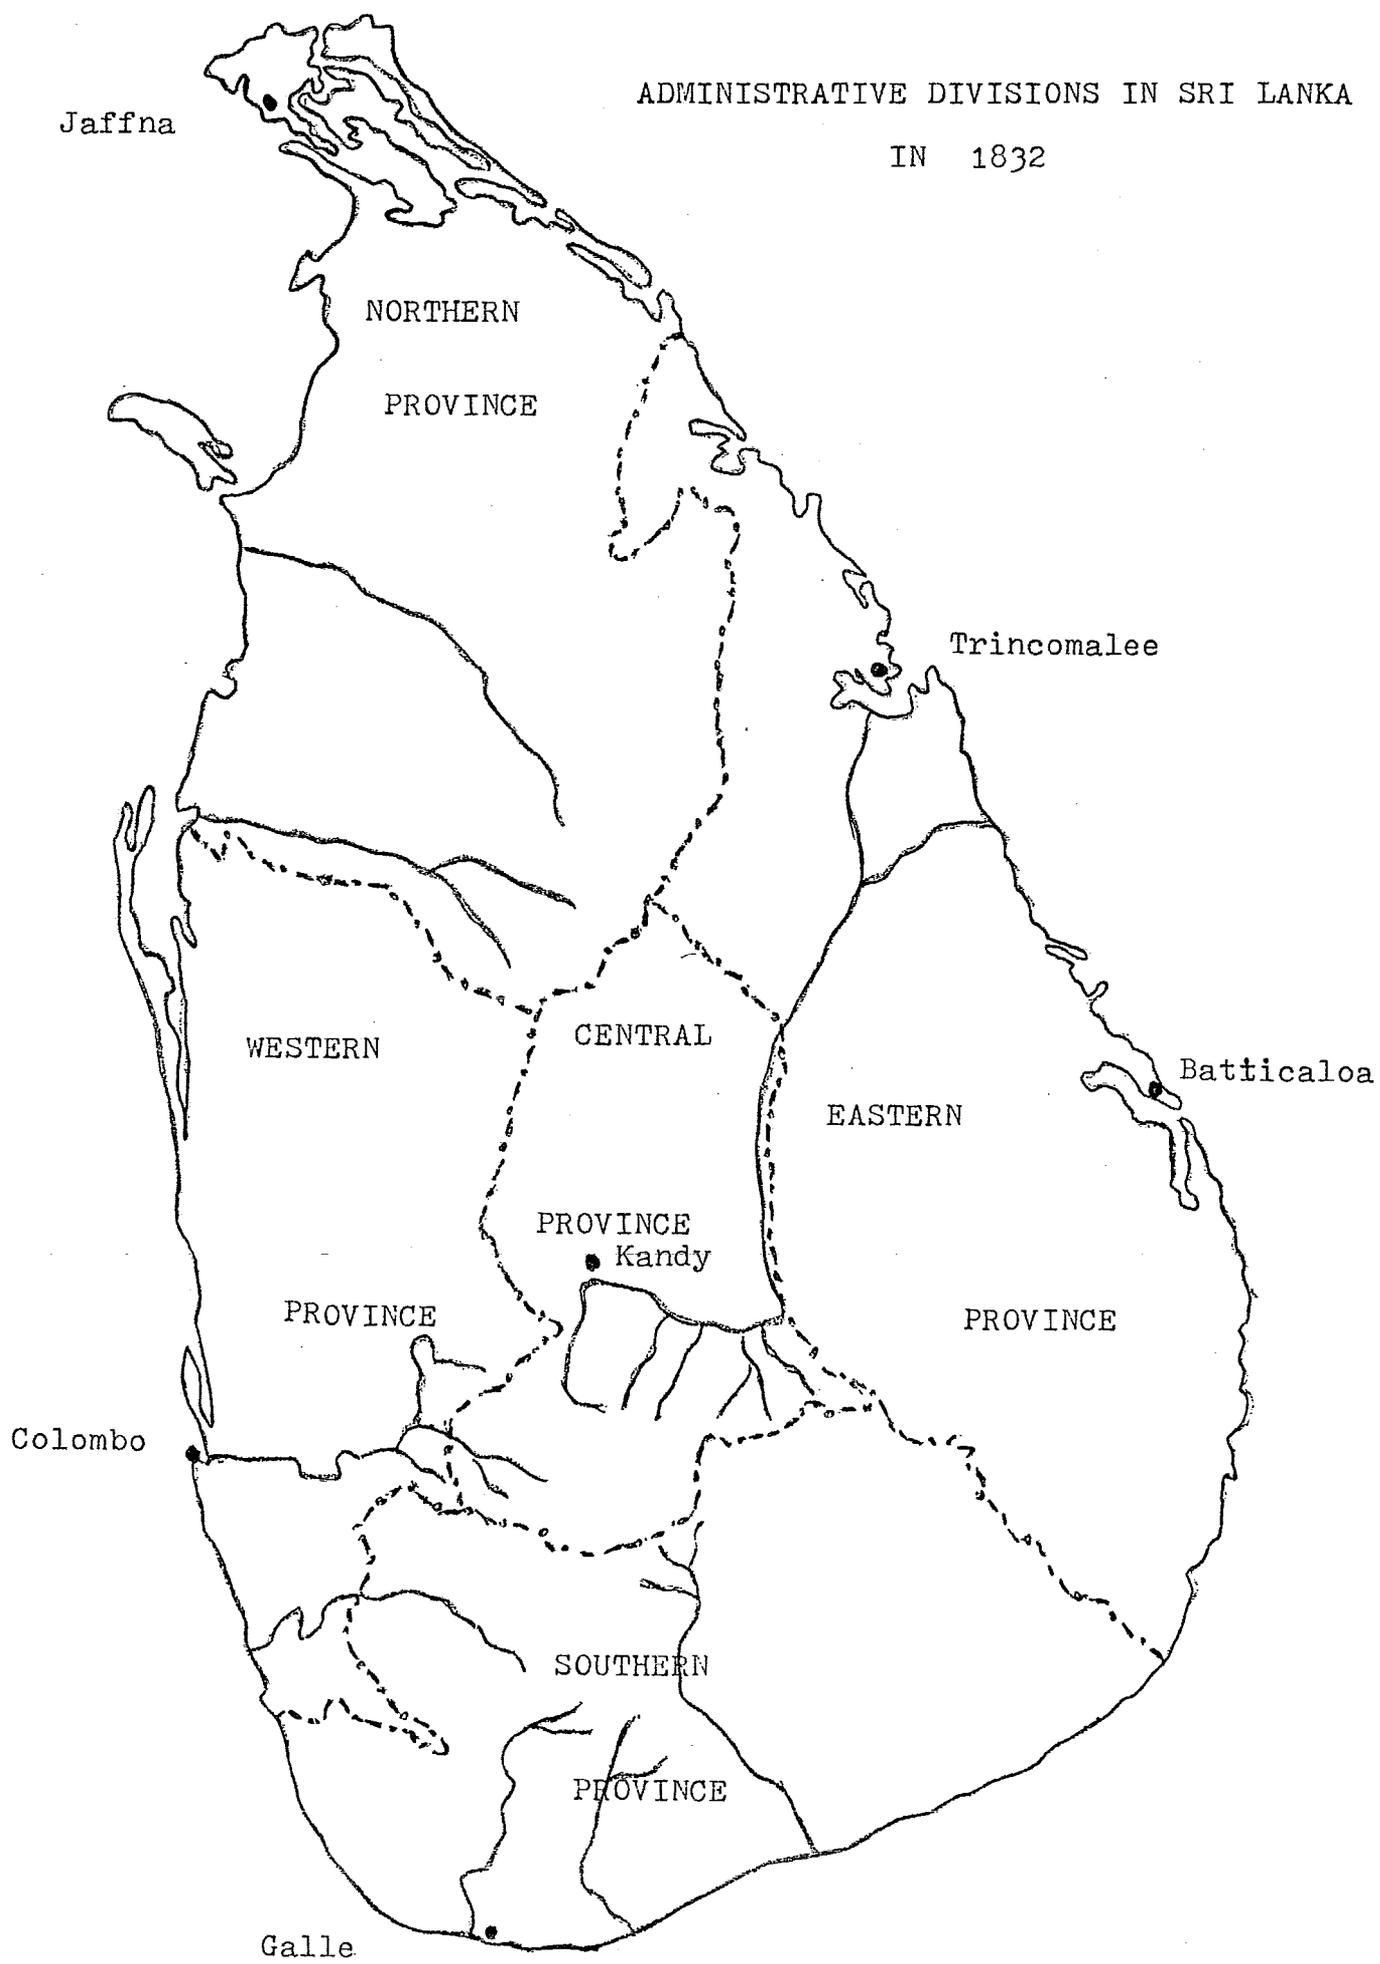 ADMINISTRATIVE DIVISIONS IN SRI LANKA
IN 1832
Jaffna
NORTHERN
PROVINCE
Trincomalee
WESTERN
CENTRAL
Batticaloa
EASTERN
PROVINCE
Kandy
PROVINCE
PROVINCE
Colombo
SOUTHERN
PROVINCE
Galle